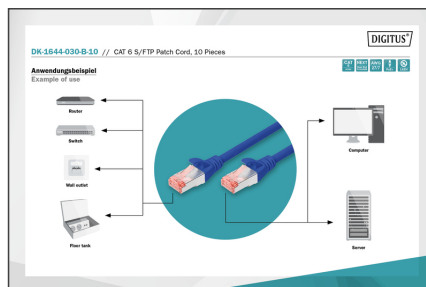 DIGITUS®
DK-1644-030-B-10 // CAT 6 S/FTP Patch Cord, 10 Pieces
Anwendungsbeispiel
Example of use
Router
Switch
Wall outlet
Floor tank
Computer
Server